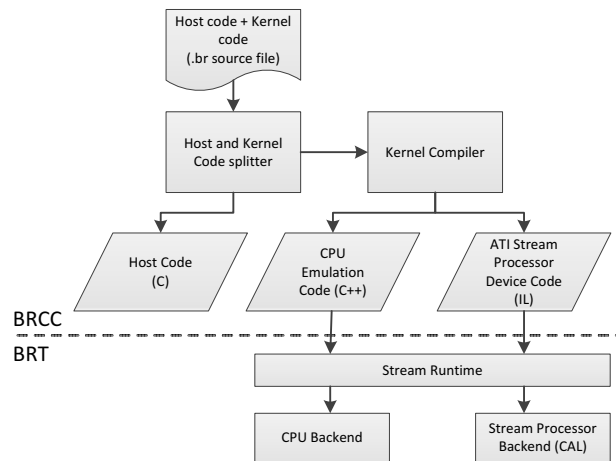 Host code + Kernel
code
(.br source file)
Host and Kernel
Code splitter
Kernel Compiler
Host Code
(C)
CPU
Emulation
Code (C++)
ATI Stream
Processor
Device Code
(IL)
BRCC
BRT
Stream Runtime
CPU Backend
Stream Processor
Backend (CAL)